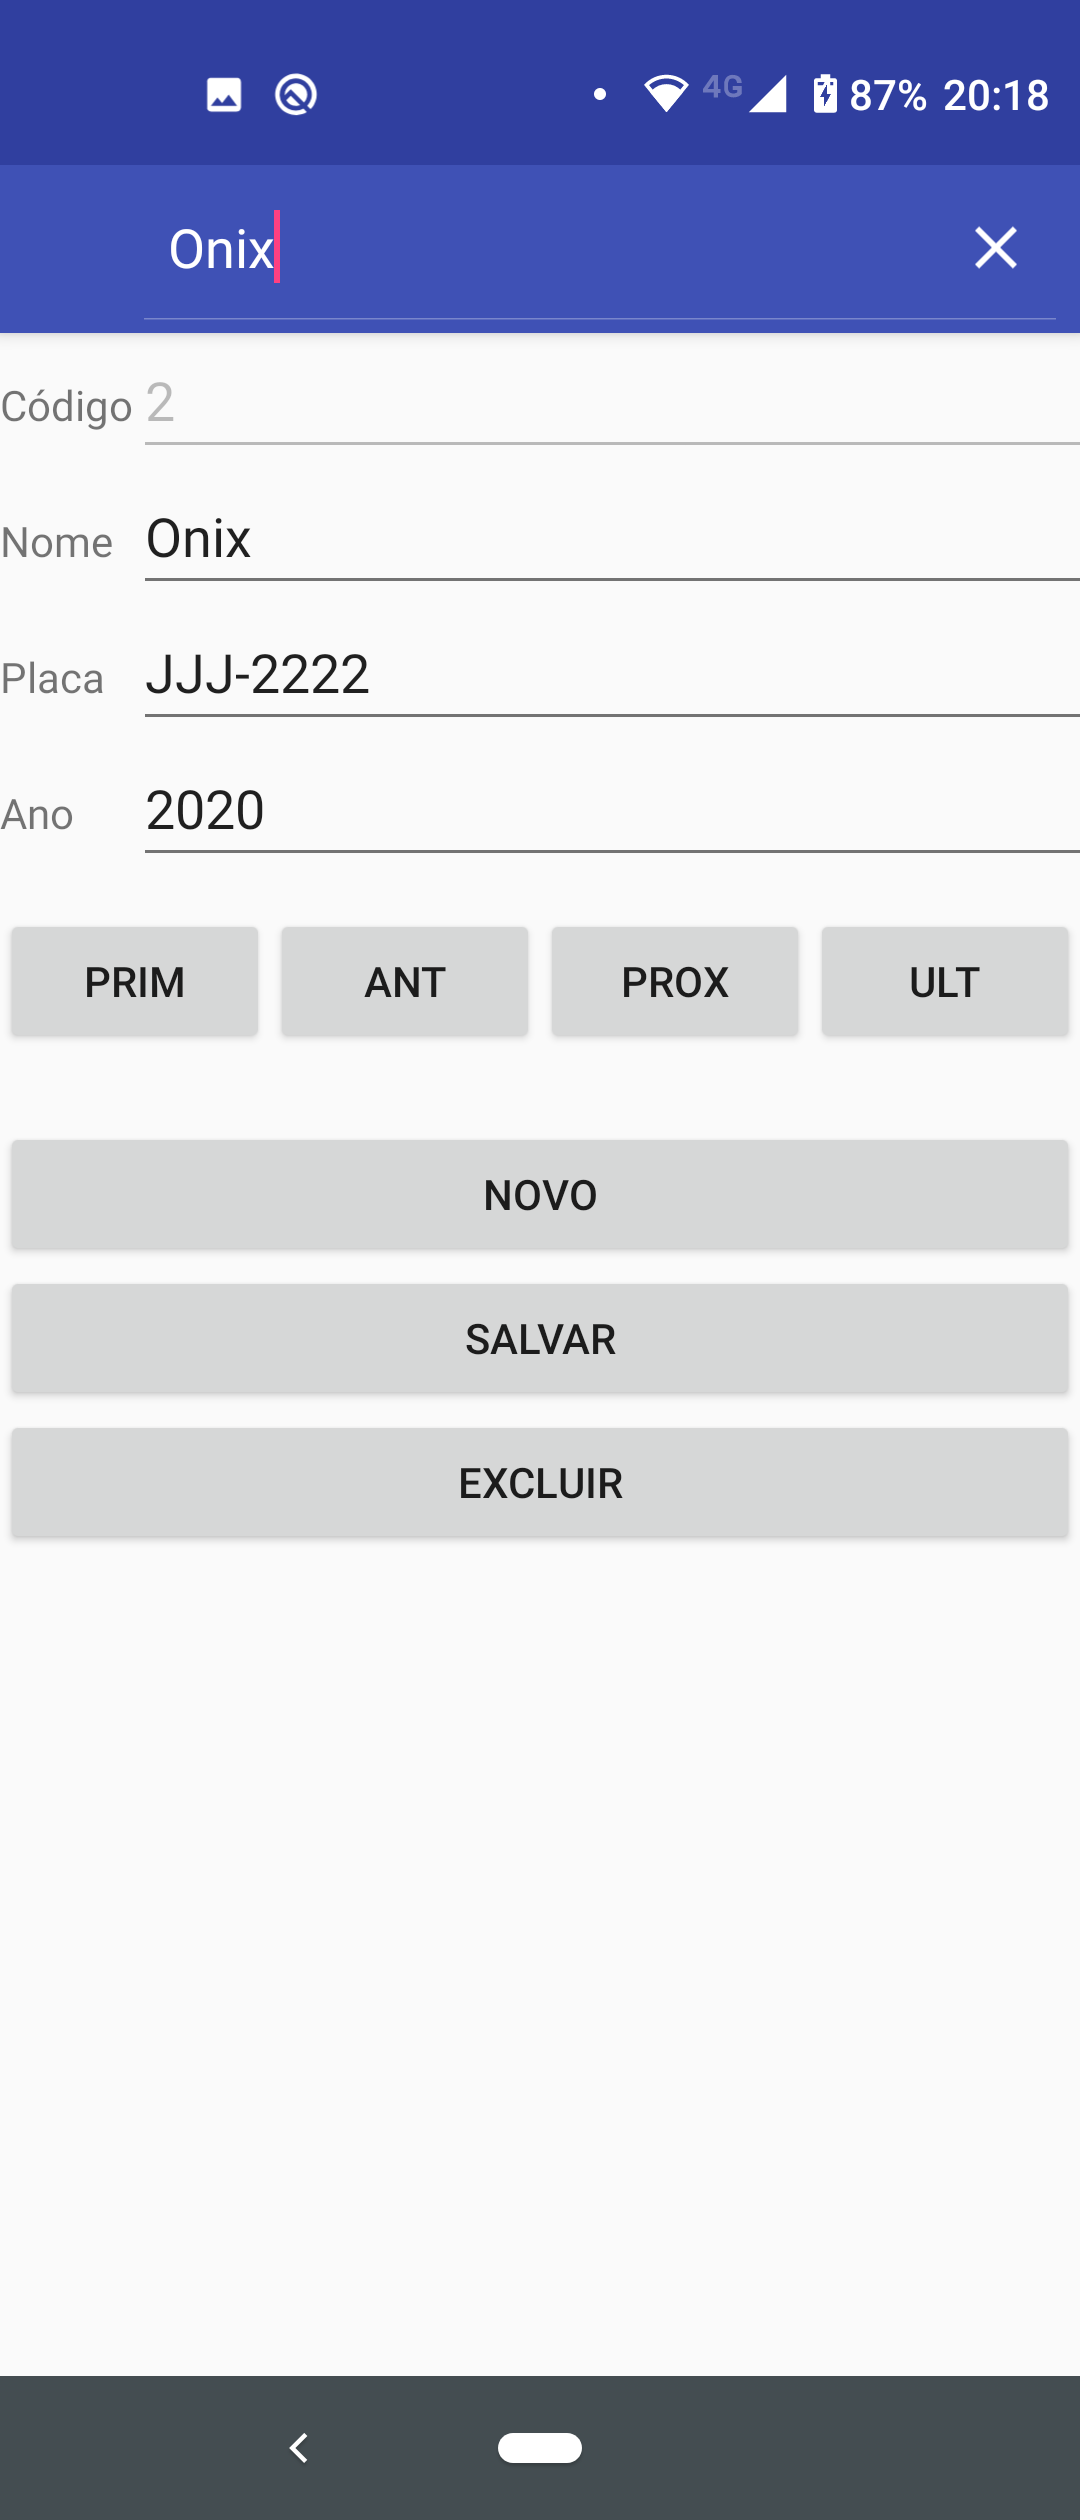 4G 87% 20:18
Onix
Código 2
Nome Onix
Placa JJJ-2222
Ano 2020
PRIM ANT PROX ULT
NOVO
SALVAR
EXCLUIR